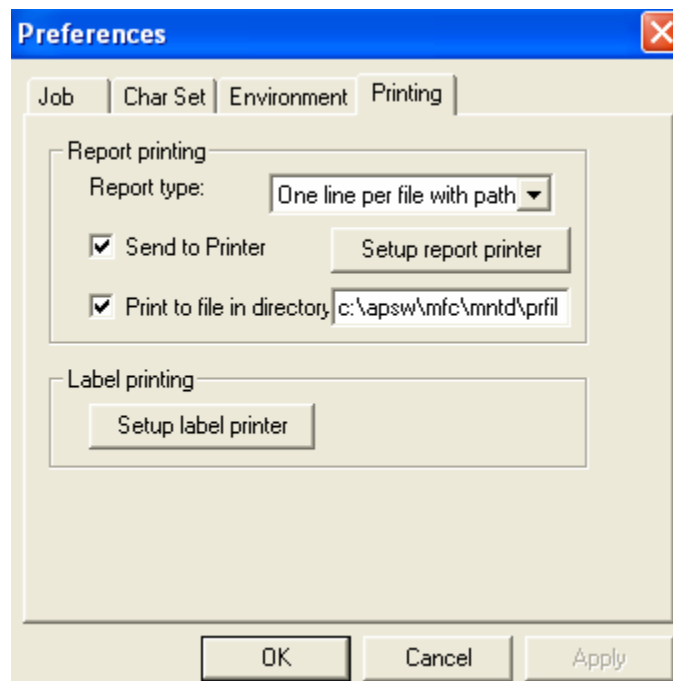 Preferences
Job Char Set Environment Printing
Report printing
Report type: One line per file with path
Send to Printer Setup report printer
Print to file in directory c:\apsw\mfc\mntd\prfil
Label printing
Setup label printer
OK Cancel Apply